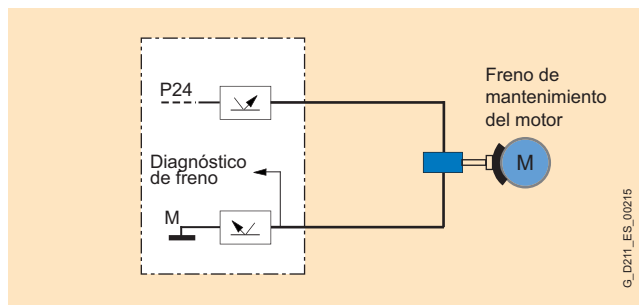 P24
Diagnóstico
de freno
M
Freno de
mantenimiento
del motor
M
G_D211_ES_00215